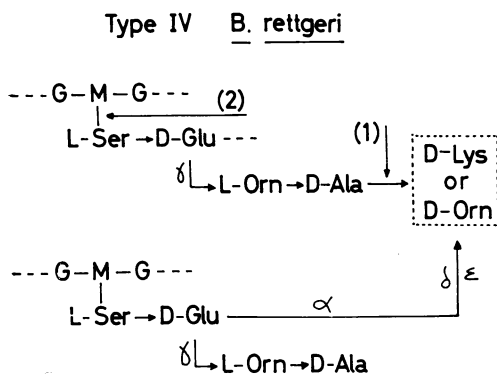 Type IV B. rettgeri
---G–M–G---
(2)
L-Ser→D-Glu ---
(1)
γ L-Orn→D-Ala →
D-Lys
or
D-Orn
---G–M–G---
δ ε
L-Ser→D-Glu α
γ L-Orn→D-Ala